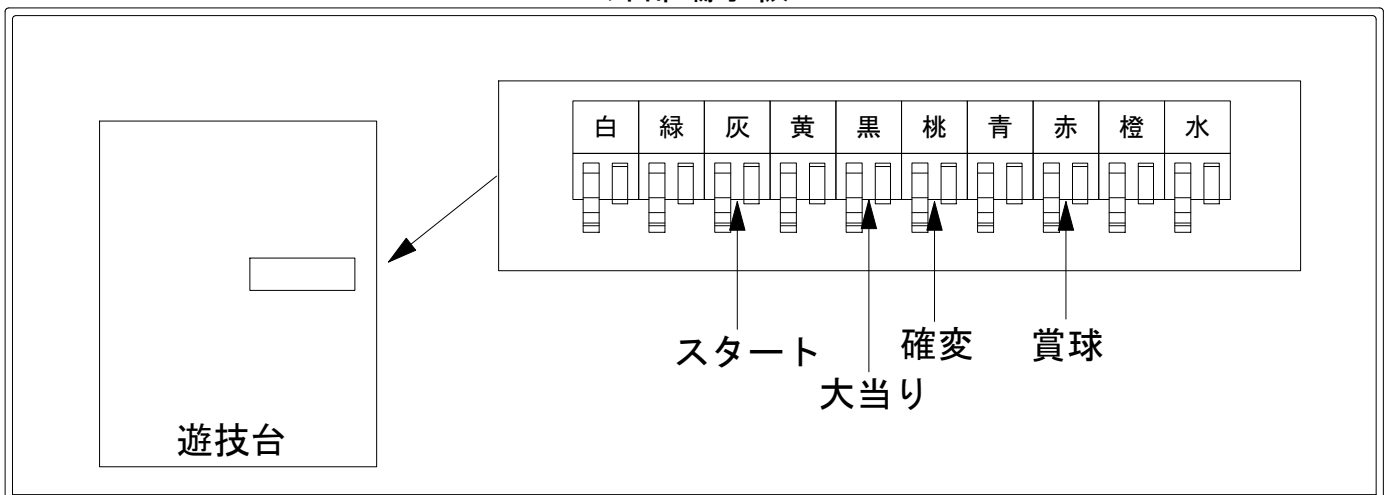 白 緑 灰 黄 黒 桃 青 赤 橙 水
スタート
大当り
確変
賞球
遊技台